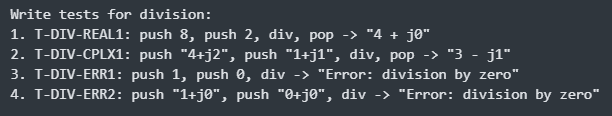 Write tests for division:
1. T-DIV-REAL1: push 8, push 2, div, pop -> "4 + j0"
2. T-DIV-CPLX1: push "4+j2", push "1+j1", div, pop -> "3 - j1"
3. T-DIV-ERR1: push 1, push 0, div -> "Error: division by zero"
4. T-DIV-ERR2: push "1+j0", push "0+j0", div -> "Error: division by zero"